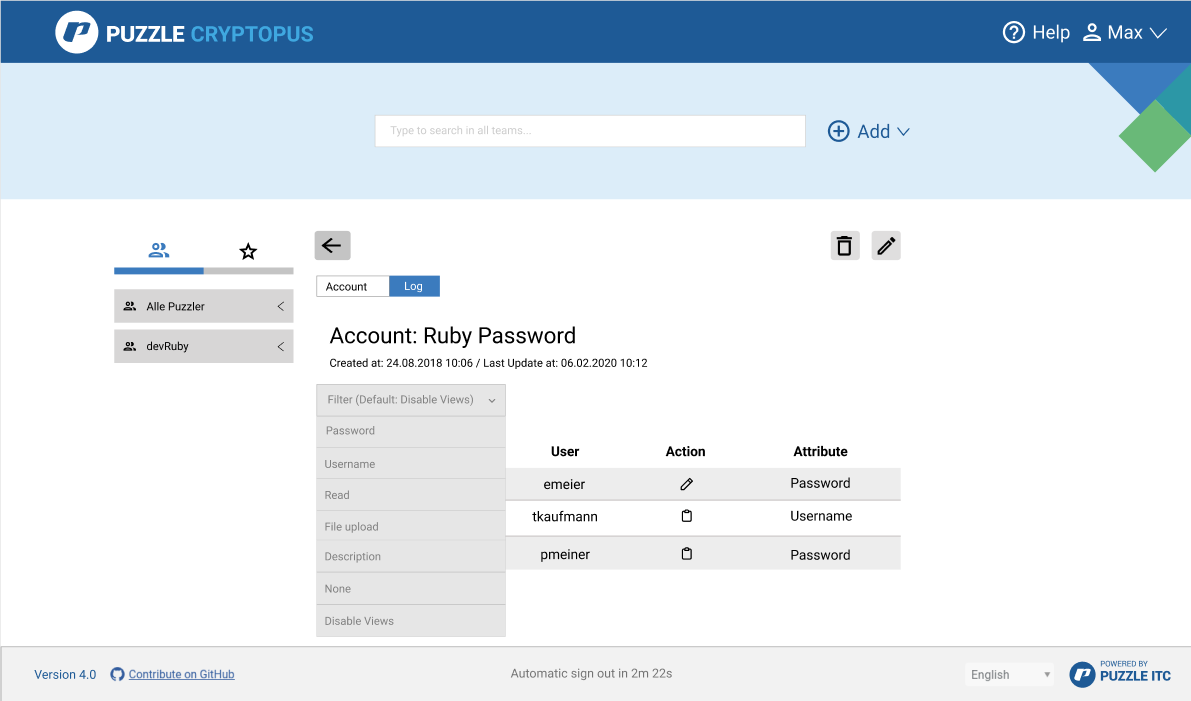 PUZZLE CRYPTOPUS
Help Max
Type to search in all teams...
Add
Alle Puzzler
devRuby
Account Log
Account: Ruby Password
Created at: 24.08.2018 10:06 / Last Update at: 06.02.2020 10:12
Filter (Default: Disable Views)
Password
Username
Read
File upload
Description
None
Disable Views
User Action Attribute
emeier Password
tkaufmann Username
pmeiner Password
Version 4.0 Contribute on GitHub
Automatic sign out in 2m 22s
English
POWERED BY
PUZZLE ITC